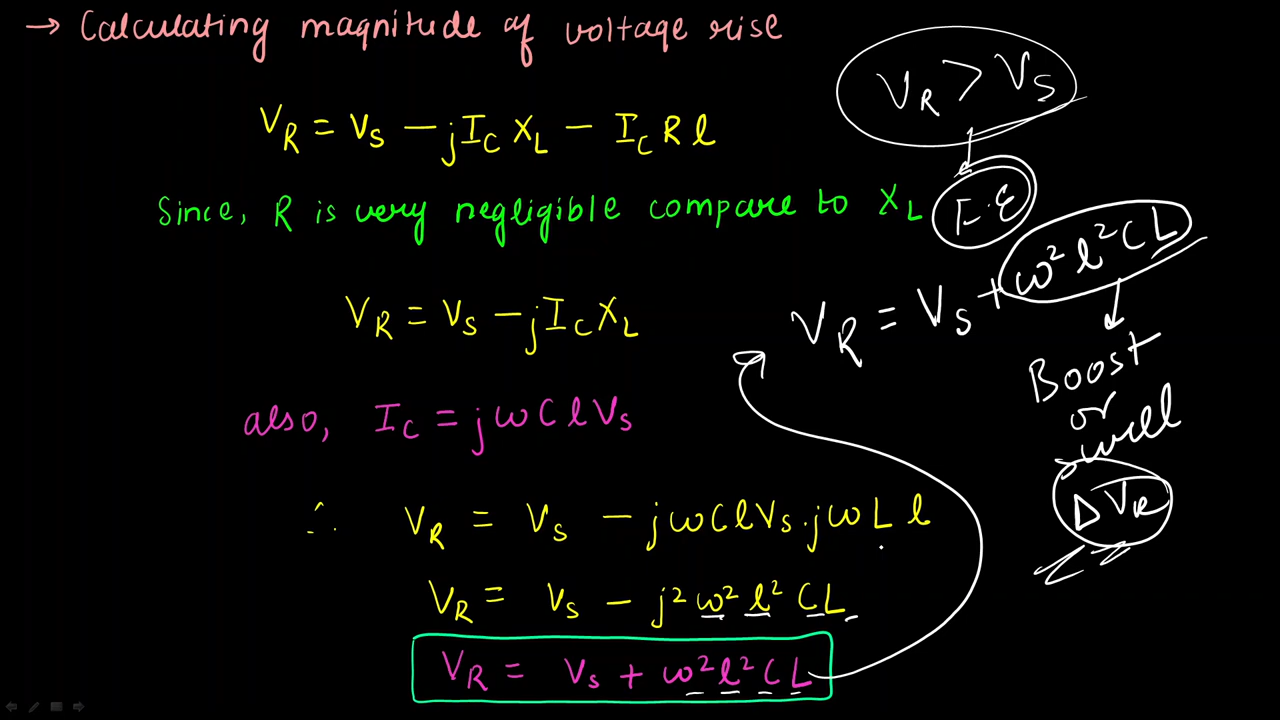 → Calculating magnitude of voltage rise
V_R = V_S - jI_C X_L - I_C R l
Since, R is very negligible compare to X_L
V_R = V_S - jI_C X_L
also, I_C = jωClV_S
∴ V_R = V_S - jωClV_S.jωLl
V_R = V_S - j²ω²l²CL
V_R = V_S + ω²l²CL
V_R > V_S
F.E
V_R = V_S + ω²l²CL
Boost
or
ΔV_R